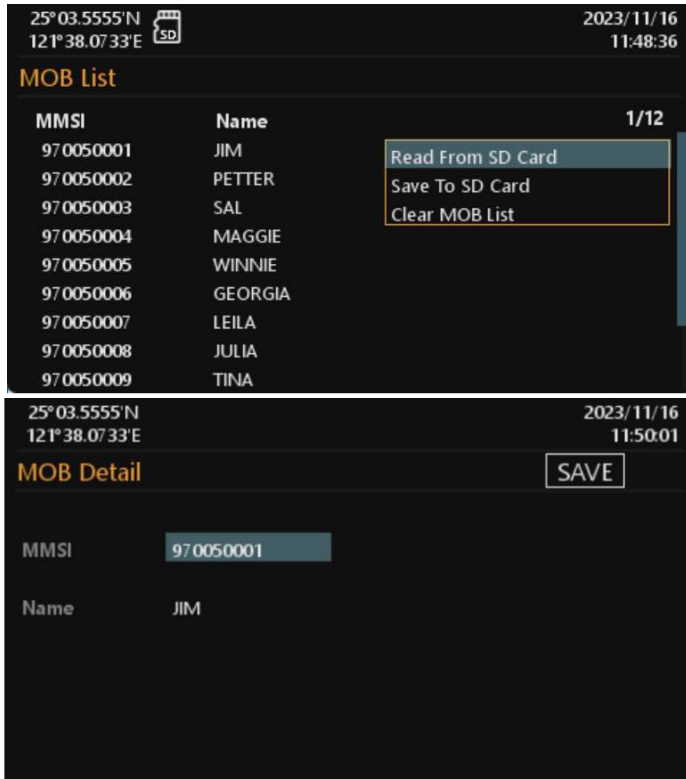 25°03.5555'N 2023/11/16
121°38.0733'E SD 11:48:36
MOB List
MMSI Name 1/12
970050001 JIM Read From SD Card
970050002 PETTER Save To SD Card
970050003 SAL Clear MOB List
970050004 MAGGIE
970050005 WINNIE
970050006 GEORGIA
970050007 LEILA
970050008 JULIA
970050009 TINA
25°03.5555'N 2023/11/16
121°38.0733'E 11:50:01
MOB Detail SAVE
MMSI 970050001
Name JIM